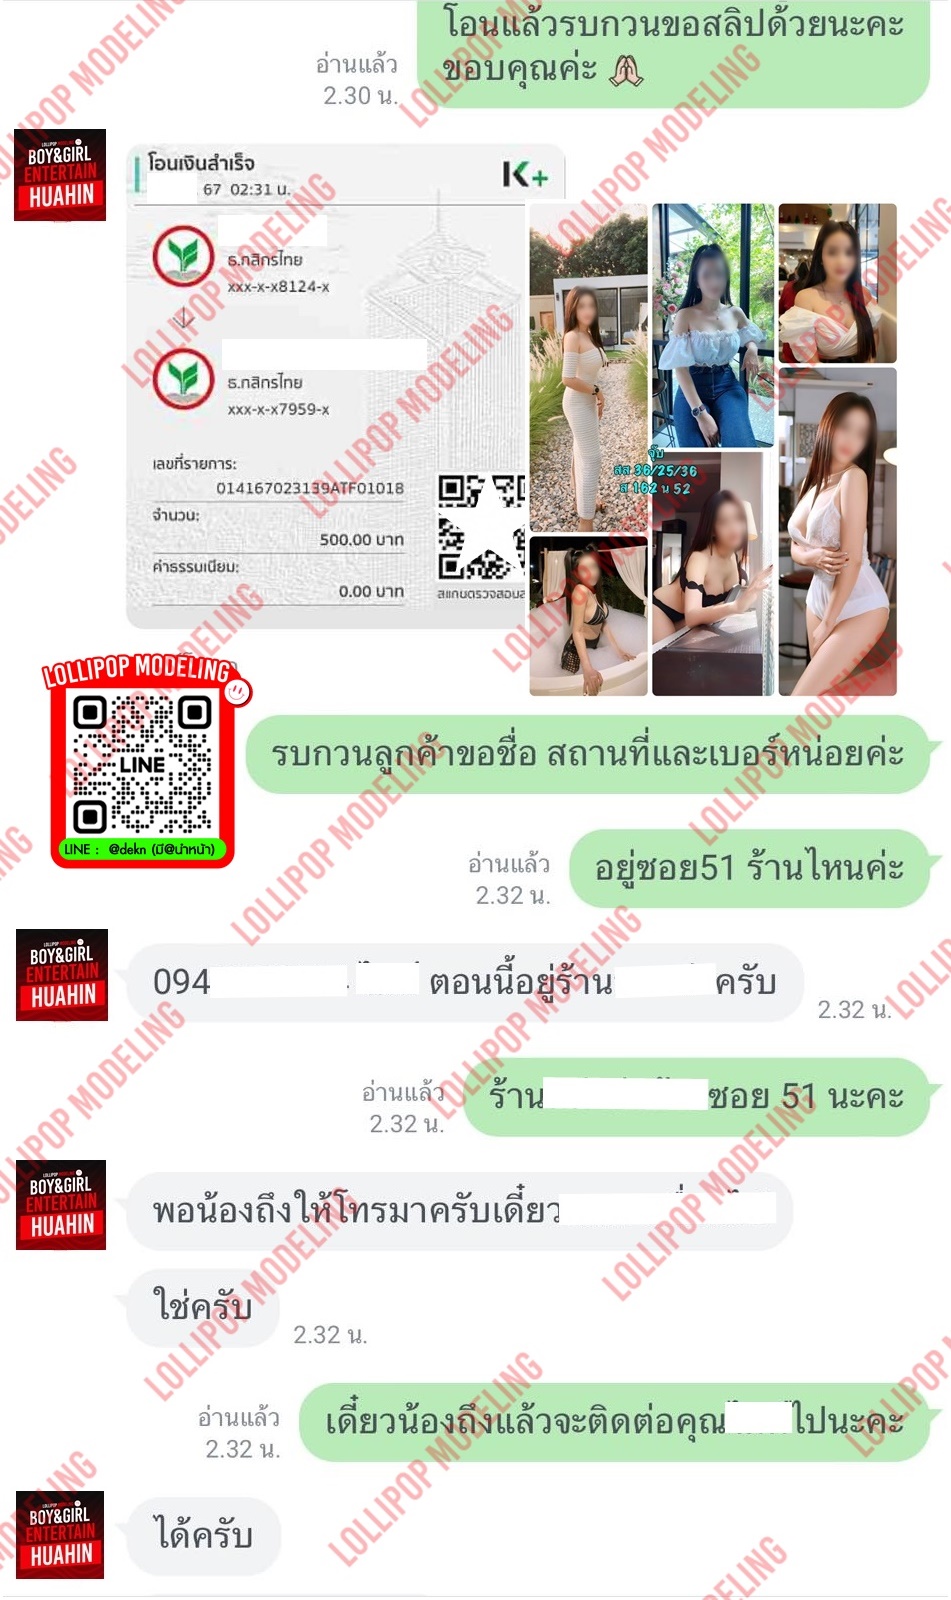 โอนแล้วรบกวนขอสลิปด้วยนะคะ
ขอบคุณค่ะ 🙏🏻
อ่านแล้ว
2.30 น.
LOLLIPOP MODELING
BOY&GIRL
ENTERTAIN
HUAHIN
โอนเงินสำเร็จ
67 02:31 น.
K+
ธ.กสิกรไทย
xxx-x-x8124-x
ธ.กสิกรไทย
xxx-x-x7959-x
เลขที่รายการ:
014167023139ATF01018
จำนวน:
500.00 บาท
ค่าธรรมเนียม:
0.00 บาท
สแกนตรวจสอบส
จุ๊บ
สส 36/25/36
ส 162 น 52
LOLLIPOP MODELING
LINE
LINE : @dekn (มี@นำหน้า)
รบกวนลูกค้าขอชื่อ สถานที่และเบอร์หน่อยค่ะ
อ่านแล้ว
2.32 น.
อยู่ซอย51 ร้านไหนค่ะ
BOY&GIRL
ENTERTAIN
HUAHIN
094 ตอนนี้อยู่ร้าน ครับ
2.32 น.
อ่านแล้ว
2.32 น.
ร้าน ซอย 51 นะคะ
BOY&GIRL
ENTERTAIN
HUAHIN
พอน้องถึงให้โทรมาครับเดี๋ยว
ใช่ครับ
2.32 น.
อ่านแล้ว
2.32 น.
เดี๋ยวน้องถึงแล้วจะติดต่อคุณ ไปนะคะ
BOY&GIRL
ENTERTAIN
HUAHIN
ได้ครับ